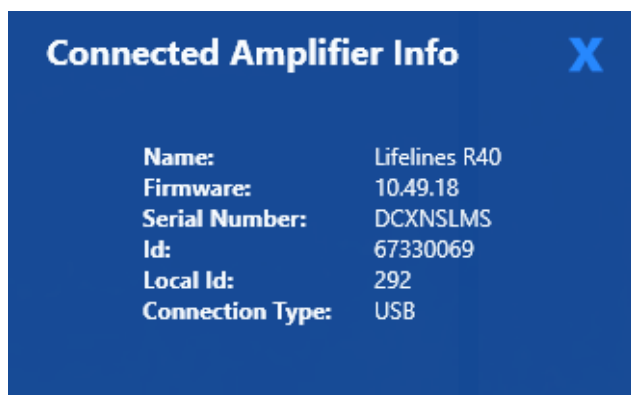 Connected Amplifier Info X
Name: Lifelines R40
Firmware: 10.49.18
Serial Number: DCXNSLMS
Id: 67330069
Local Id: 292
Connection Type: USB